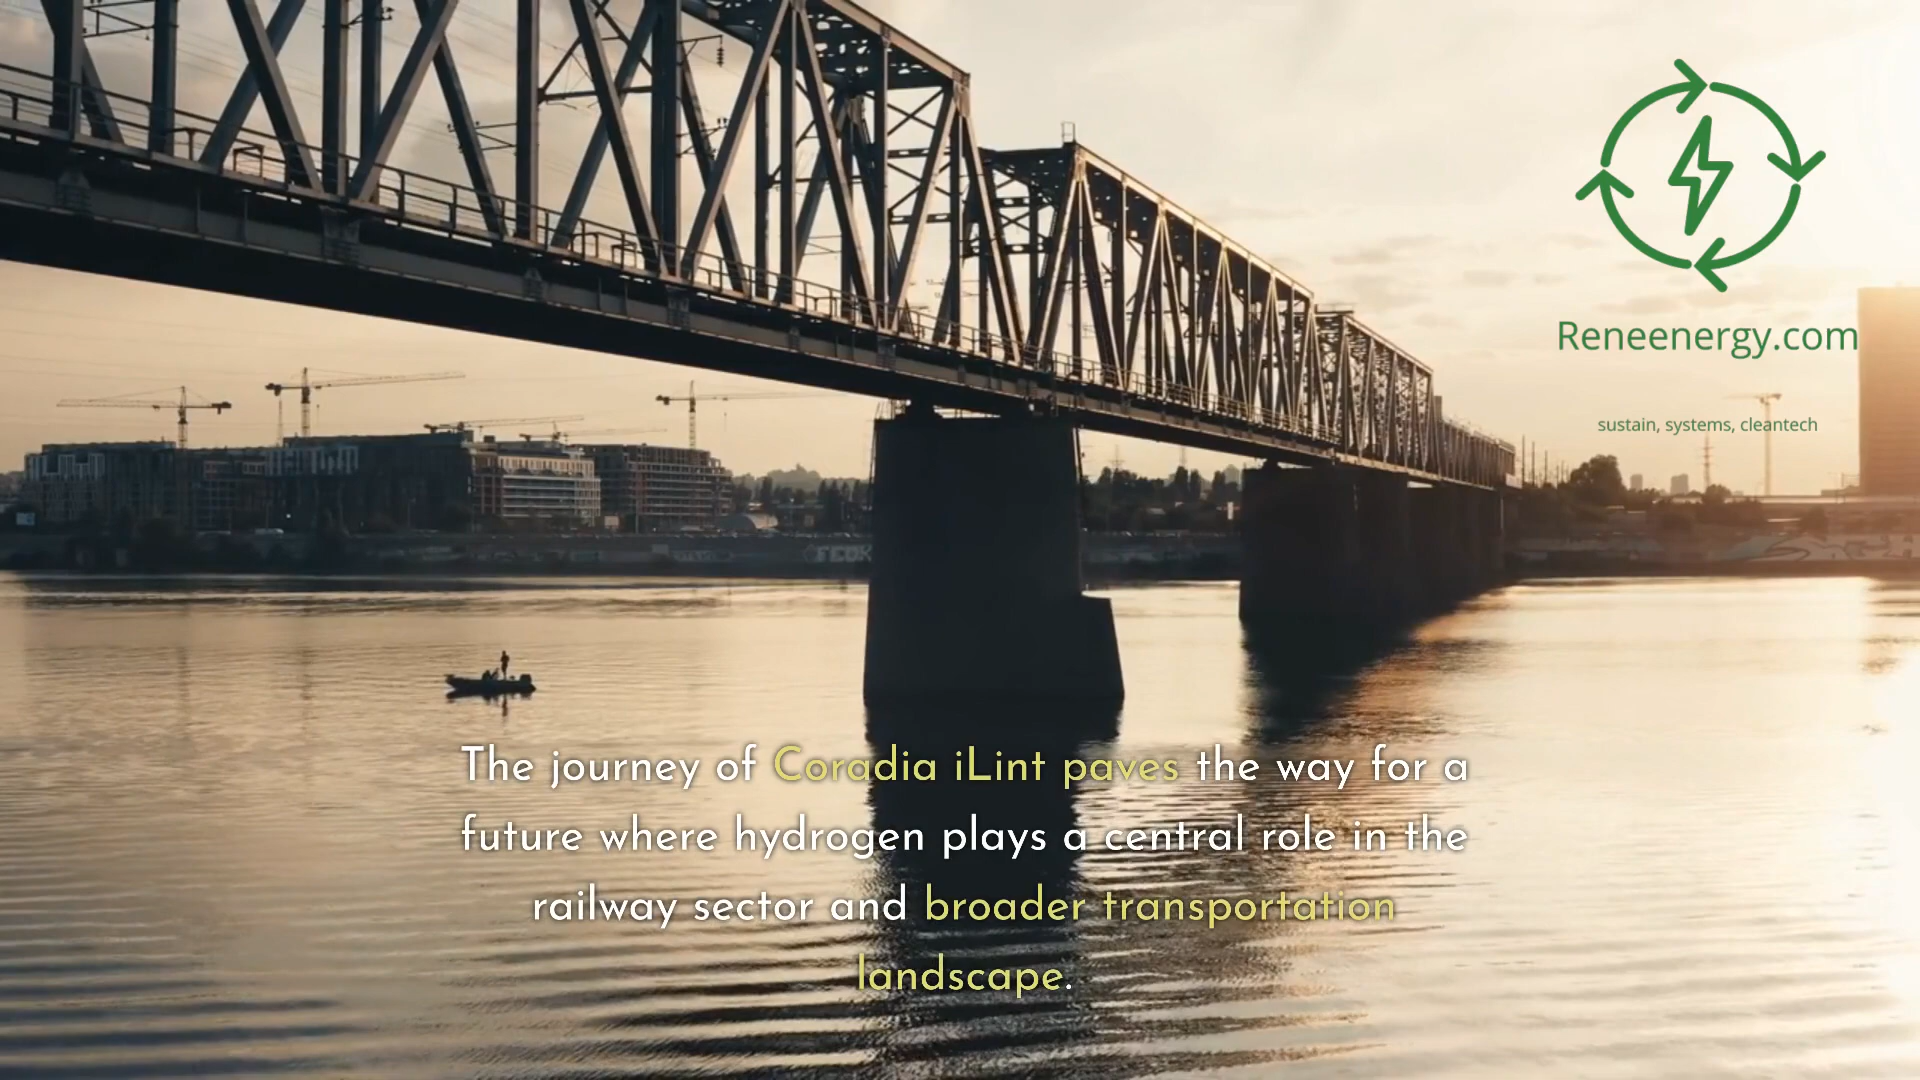 Reneenergy.com
sustain, systems, cleantech
The journey of Coradia iLint paves the way for a
future where hydrogen plays a central role in the
railway sector and broader transportation
landscape.